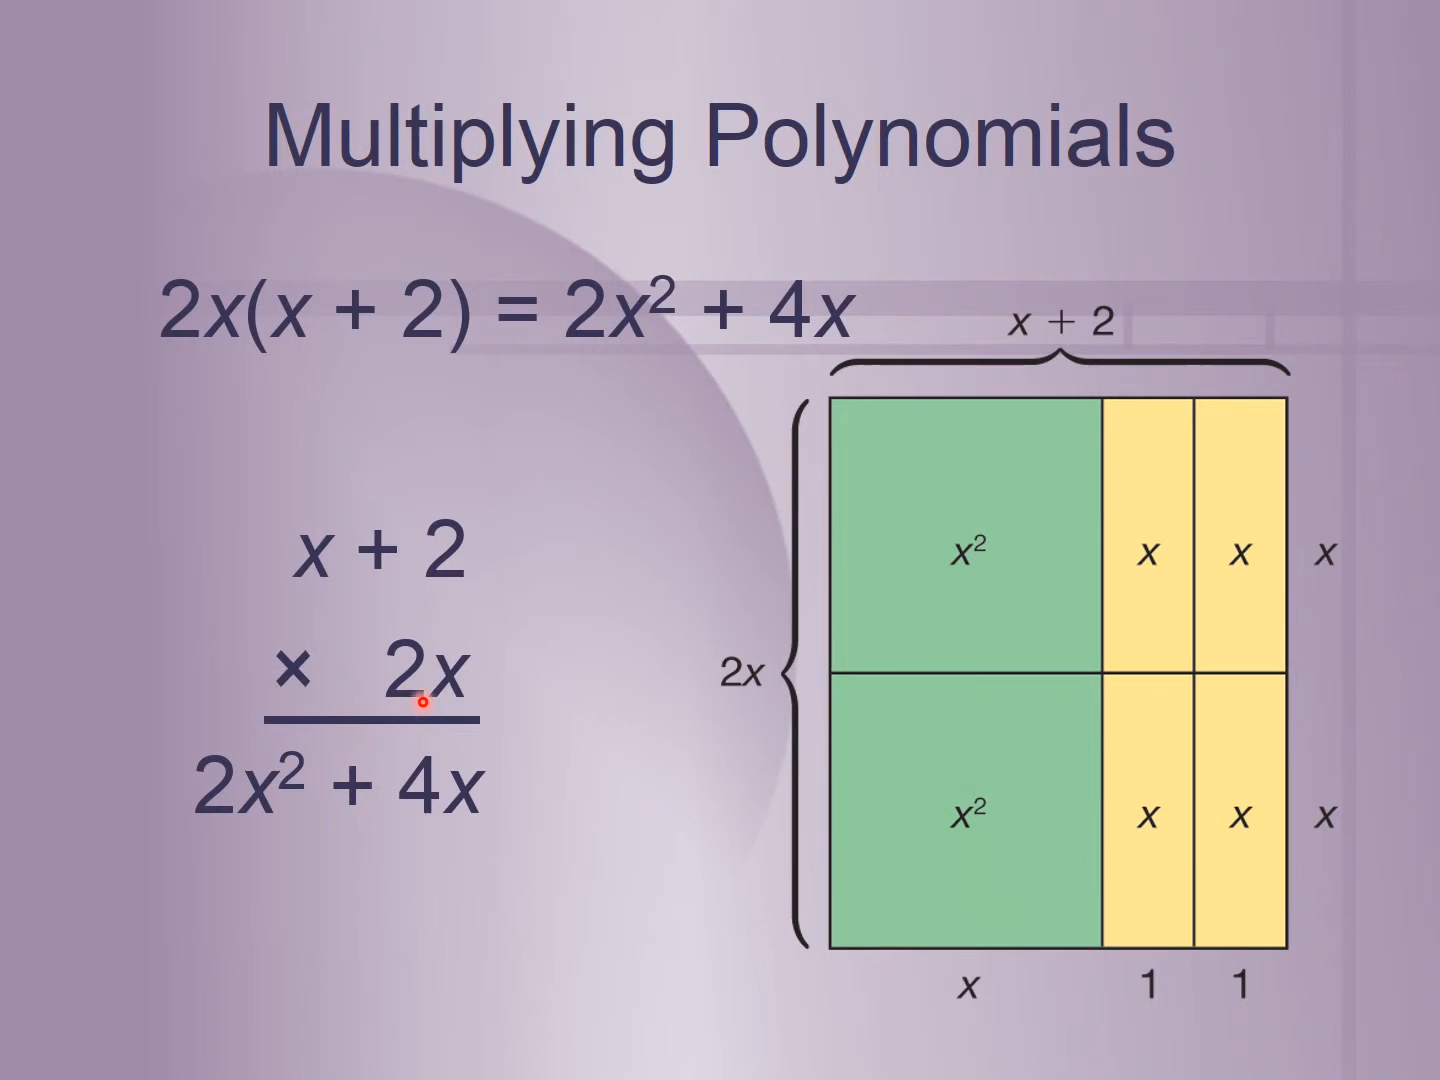 Multiplying Polynomials
2x(x + 2) = 2x² + 4x
x + 2
× 2x
2x² + 4x
x + 2
2x
x² x x x
x² x x x
x 1 1